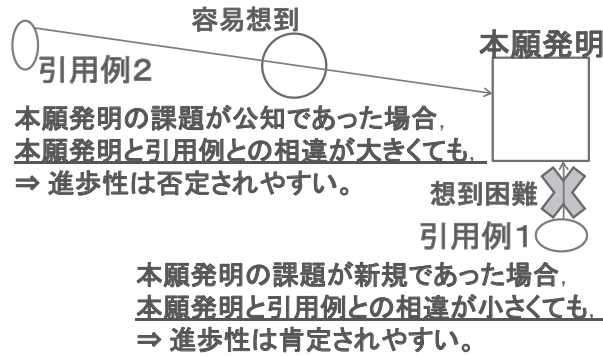 容易想到
本願発明
引用例2
本願発明の課題が公知であった場合,
本願発明と引用例との相違が大きくても,
⇒ 進歩性は否定されやすい。
想到困難
引用例1
本願発明の課題が新規であった場合,
本願発明と引用例との相違が小さくても,
⇒ 進歩性は肯定されやすい。